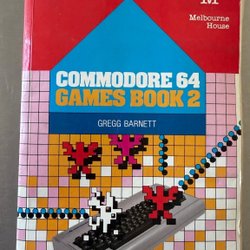 M
Melbourne
House
COMMODORE 64
GAMES BOOK 2
GREGG BARNETT